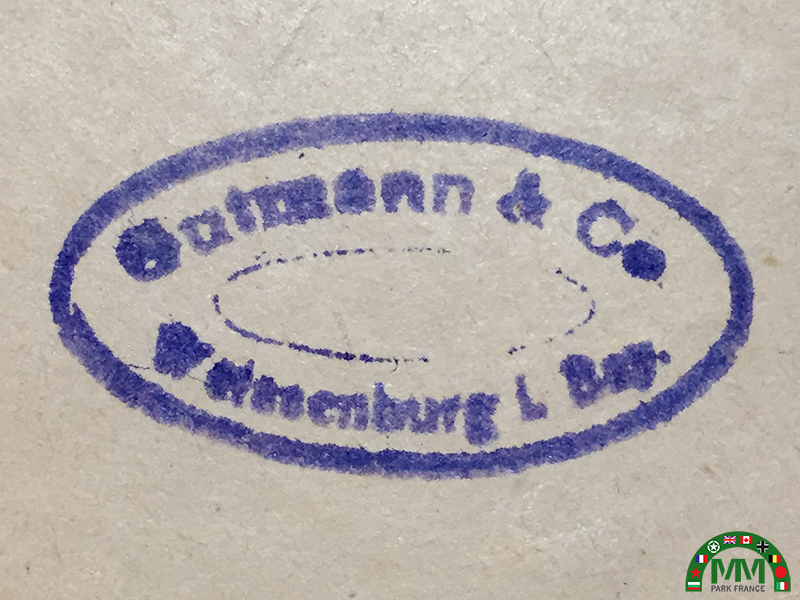 Gutmann & Co
Weissenburg i. Bay.
MM
PARK FRANCE